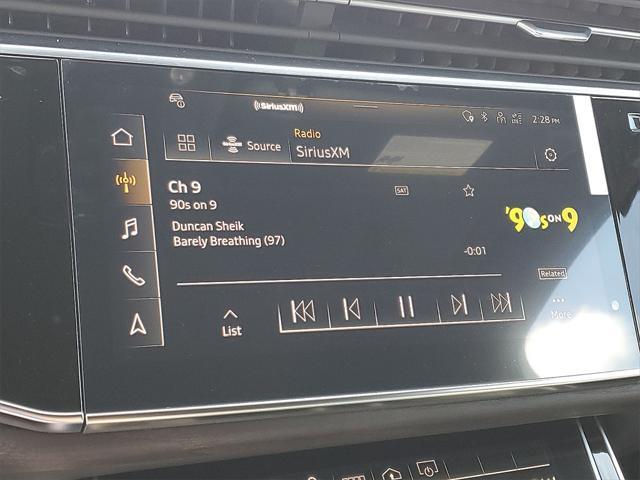 ((SiriusXM))
2:28 PM
Radio
Source
SiriusXM
Ch 9
90s on 9
SAT
'90s ON 9
Duncan Sheik
Barely Breathing (97)
-0:01
Related
List
More